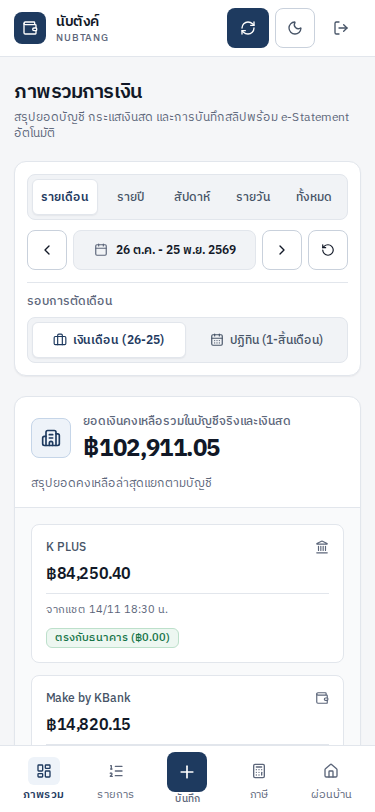 นับตังค์
NUBTANG
ภาพรวมการเงิน
สรุปยอดบัญชี กระแสเงินสด และการบันทึกสลิปพร้อม e-Statement
อัตโนมัติ
รายเดือน รายปี สัปดาห์ รายวัน ทั้งหมด
26 ต.ค. - 25 พ.ย. 2569
รอบการตัดเดือน
เงินเดือน (26-25) ปฏิทิน (1-สิ้นเดือน)
ยอดเงินคงเหลือรวมในบัญชีจริงและเงินสด
฿102,911.05
สรุปยอดคงเหลือล่าสุดแยกตามบัญชี
K PLUS
฿84,250.40
จากแชต 14/11 18:30 น.
ตรงกับธนาคาร (฿0.00)
Make by KBank
฿14,820.15
ภาพรวม รายการ บันทึก ภาษี ผ่อนบ้าน